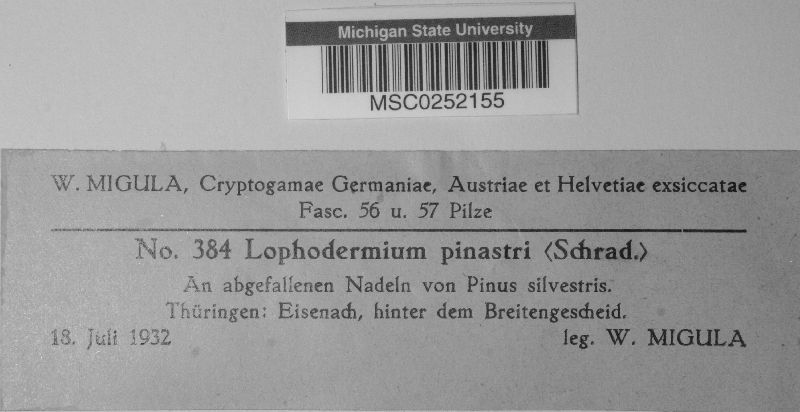 Michigan State University
MSC0252155
W. MIGULA, Cryptogamae Germaniae, Austriae et Helvetiae exsiccatae
Fasc. 56 u. 57 Pilze
No. 384 Lophodermium pinastri (Schrad.)
An abgefallenen Nadeln von Pinus silvestris.
Thüringen: Eisenach, hinter dem Breitengescheid.
18. Juli 1932 leg. W. MIGULA